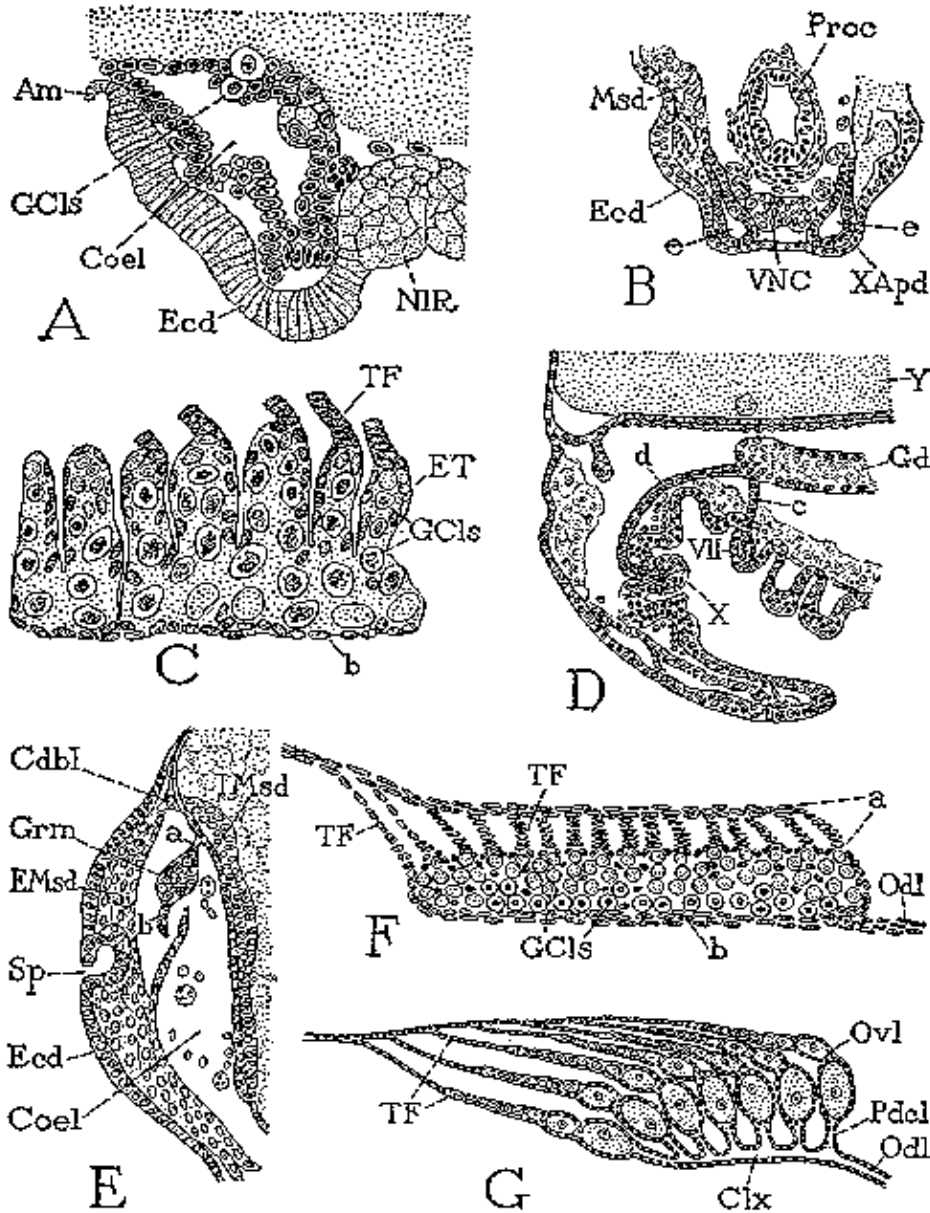 Am
GCls
Coel
Ecd
NlR
A
Proc
Msd
Ecd
e
e
VNC
XApd
B
TF
ET
GCls
b
C
Y
Gd
d
c
VII
X
D
CdbI
IMsd
Grm
a
EMsd
b
Sp
Ecd
Coel
E
TF
TF
a
Odl
GCls
b
F
Ovl
TF
Pdcl
Odl
Clx
G